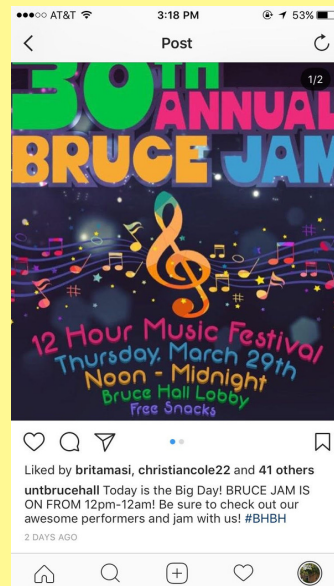 AT&T 3:18 PM 53%
Post
1/2
30TH
ANNUAL
BRUCE JAM
12 Hour Music Festival
Thursday, March 29th
Noon - Midnight
Bruce Hall Lobby
Free Snacks
Liked by britamasi, christiancole22 and 41 others
untbrucehall Today is the Big Day! BRUCE JAM IS
ON FROM 12pm-12am! Be sure to check out our
awesome performers and jam with us! #BHBH
2 DAYS AGO